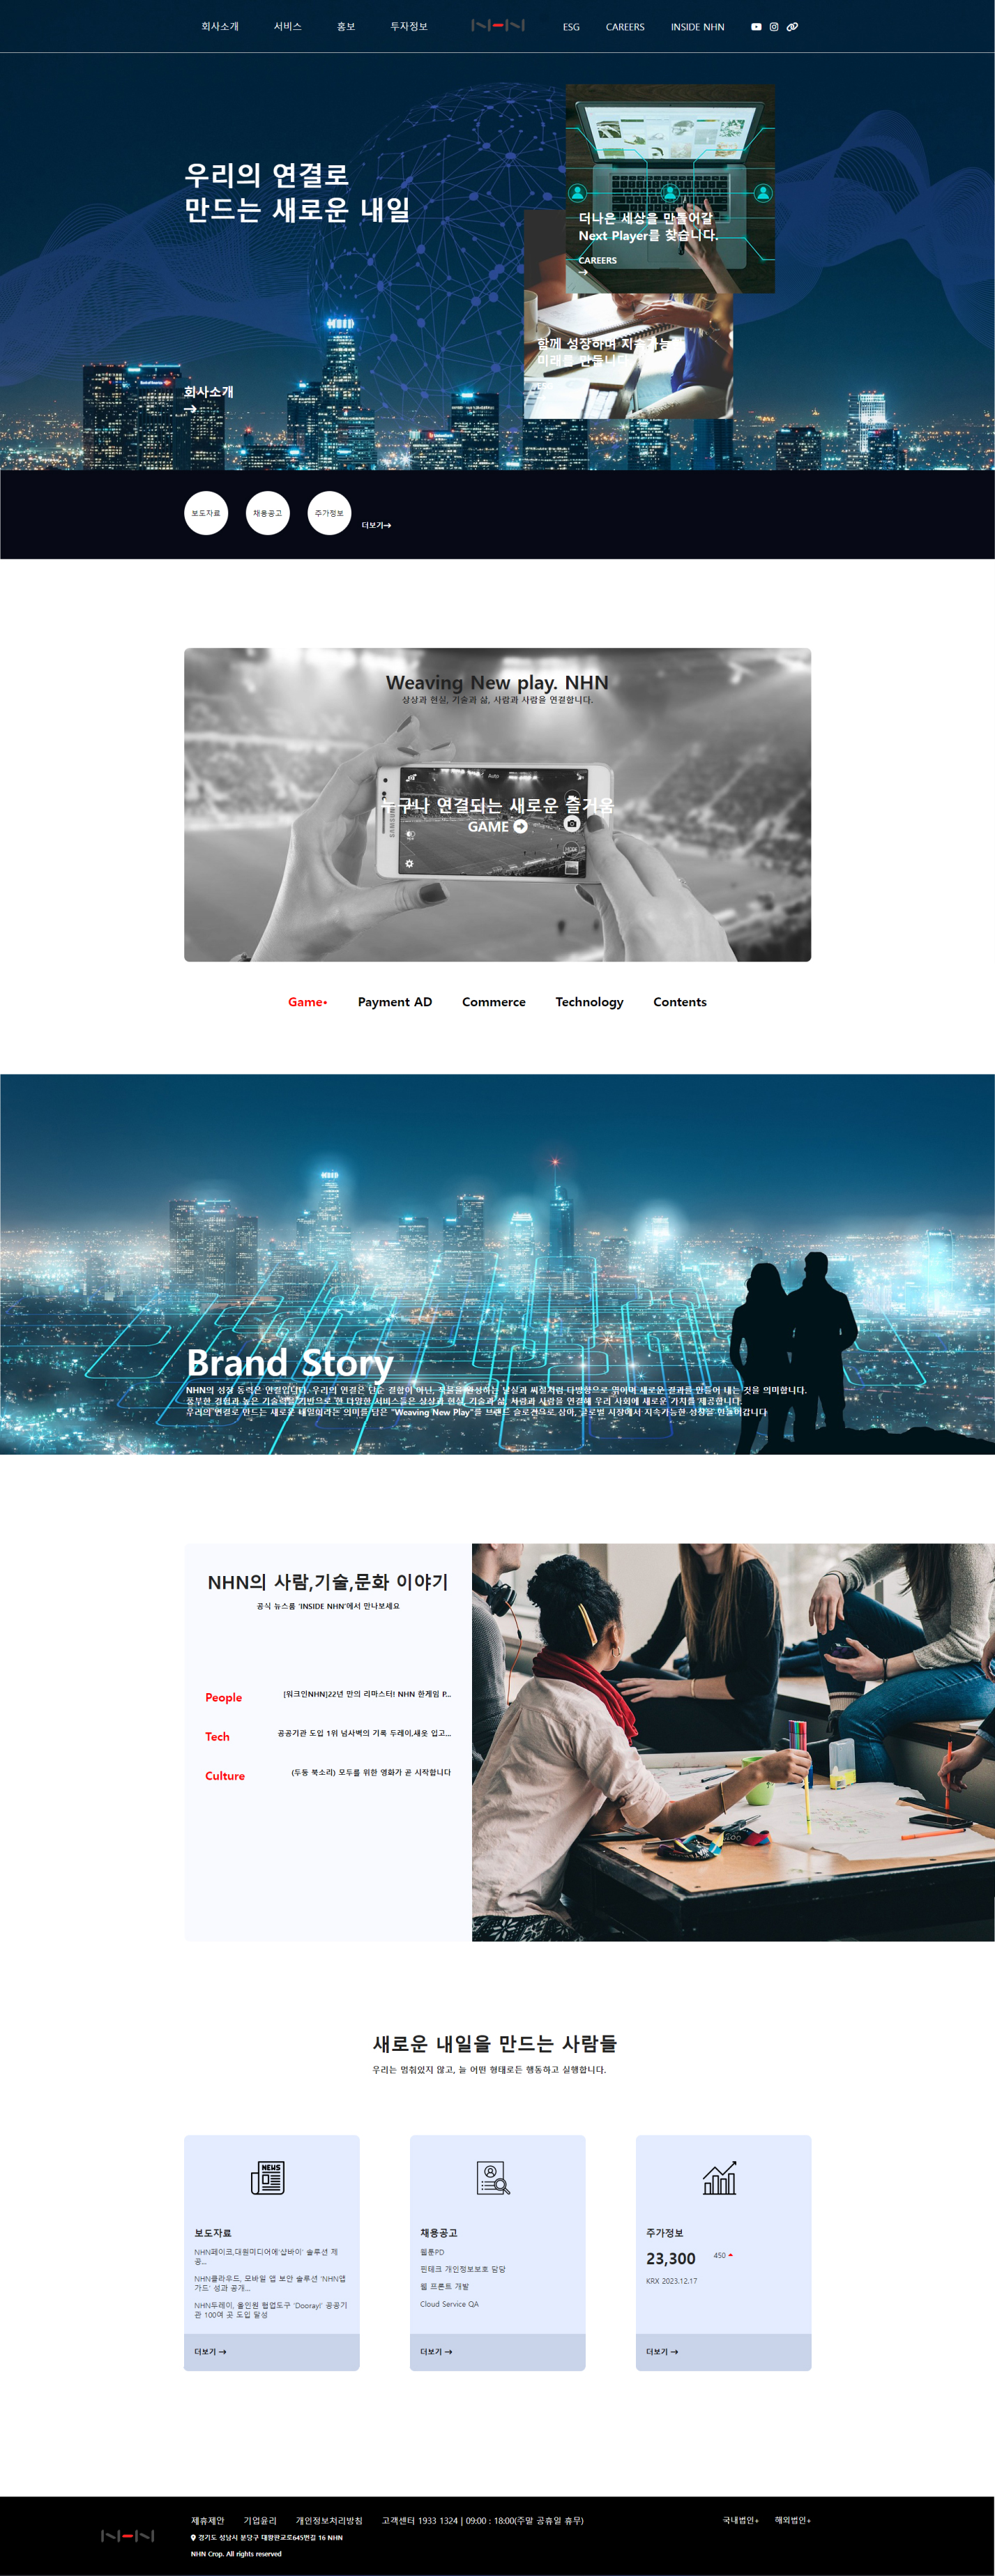 회사소개 서비스 홍보 투자정보 NHN ESG CAREERS INSIDE NHN
우리의 연결로
만드는 새로운 내일
더나은 세상을 만들어갈
Next Player를 찾습니다.
CAREERS
함께 성장하며 지속가능한
미래를 만듭니다
회사소개
보도자료 채용공고 주가정보 더보기
Weaving New play. NHN
상상과 현실, 기술과 삶, 사람과 사람을 연결합니다.
Auto
SAMSUNG
누구나 연결되는 새로운 즐거움
GAME
MODE
Game• Payment AD Commerce Technology Contents
Brand Story
NHN의 성장 동력은 연결입니다. 우리의 연결은 단순 결합이 아닌, 직물을 완성하는 날실과 씨실처럼 다방향으로 엮이며 새로운 결과를 만들어 내는 것을 의미합니다.
풍부한 경험과 높은 기술력을 기반으로 한 다양한 서비스들은 상상과 현실, 기술과 삶, 사람과 사람을 연결해 우리 사회에 새로운 가치를 제공합니다.
우리의 연결로 만드는 새로운 내일이라는 의미를 담은 "Weaving New Play"를 브랜드 슬로건으로 삼아, 글로벌 시장에서 지속가능한 성장을 만들어갑니다
NHN의 사람,기술,문화 이야기
공식 뉴스룸 'INSIDE NHN'에서 만나보세요
People [워크인NHN]22년 만의 리마스터! NHN 한게임 P...
Tech 공공기관 도입 1위 넘사벽의 기록 두레이,새옷 입고...
Culture (두둥 북소리) 모두를 위한 영화가 곧 시작합니다
새로운 내일을 만드는 사람들
우리는 멈춰있지 않고, 늘 어떤 형태로든 행동하고 실행합니다.
NEWS
보도자료
NHN페이코,대원미디어에'샵바이' 솔루션 제
공...
NHN클라우드, 모바일 앱 보안 솔루션 'NHN앱
가드' 성과 공개...
NHN두레이, 올인원 협업도구 'Dooray!' 공공기
관 100여 곳 도입 달성
더보기
채용공고
웹툰PD
핀테크 개인정보보호 담당
웹 프론트 개발
Cloud Service QA
더보기
주가정보
23,300 450
KRX 2023.12.17
더보기
NHN
제휴제안 기업윤리 개인정보처리방침 고객센터 1933 1324 | 09:00 : 18:00(주말 공휴일 휴무) 국내법인+ 해외법인+
경기도 성남시 분당구 대왕판교로645번길 16 NHN
NHN Crop. All rights reserved